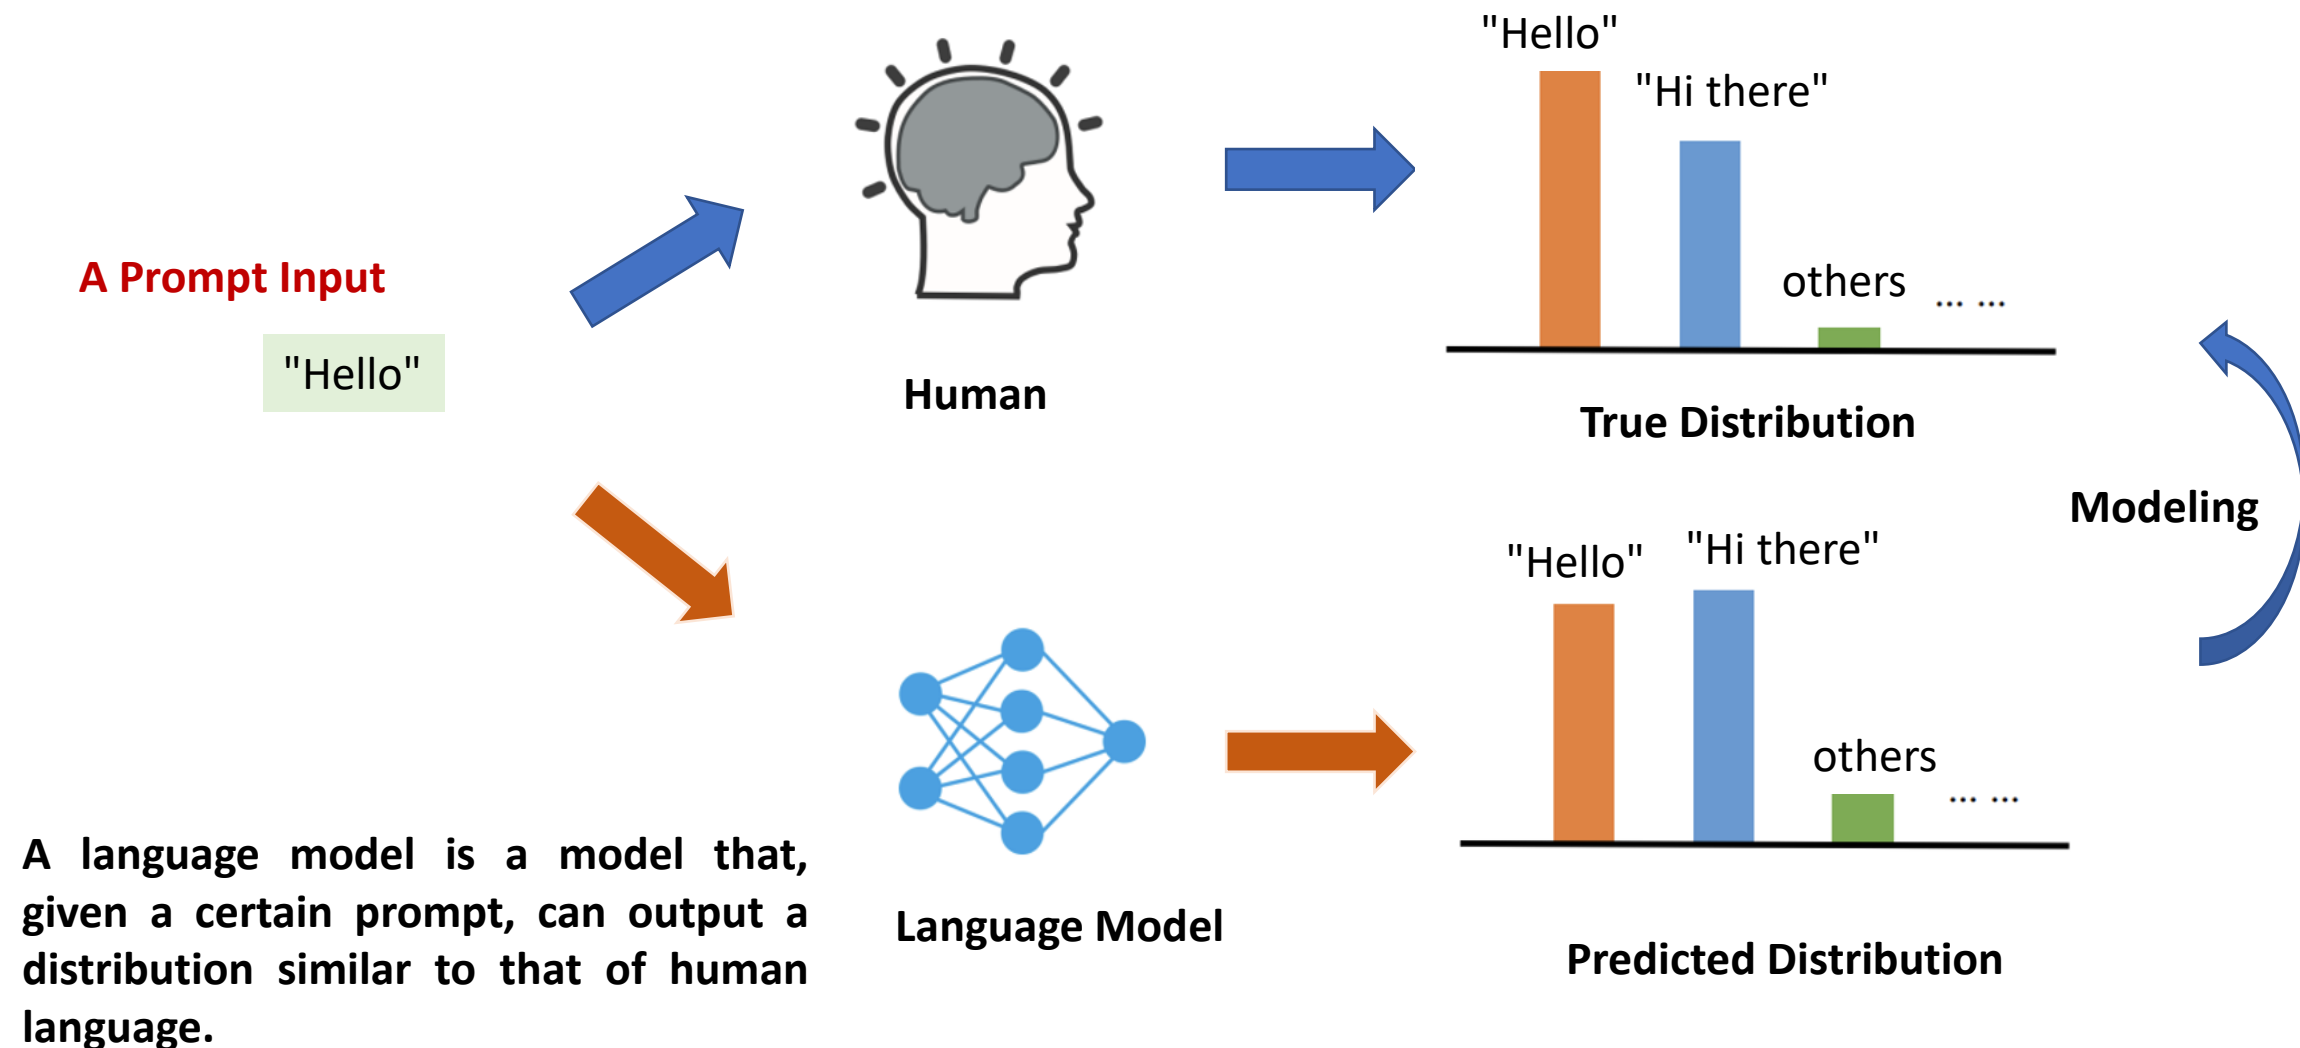 A Prompt Input
"Hello"
Human
"Hello"
"Hi there"
others ... ...
True Distribution
Modeling
"Hello" "Hi there"
others
... ...
Predicted Distribution
Language Model
A language model is a model that,
given a certain prompt, can output a
distribution similar to that of human
language.